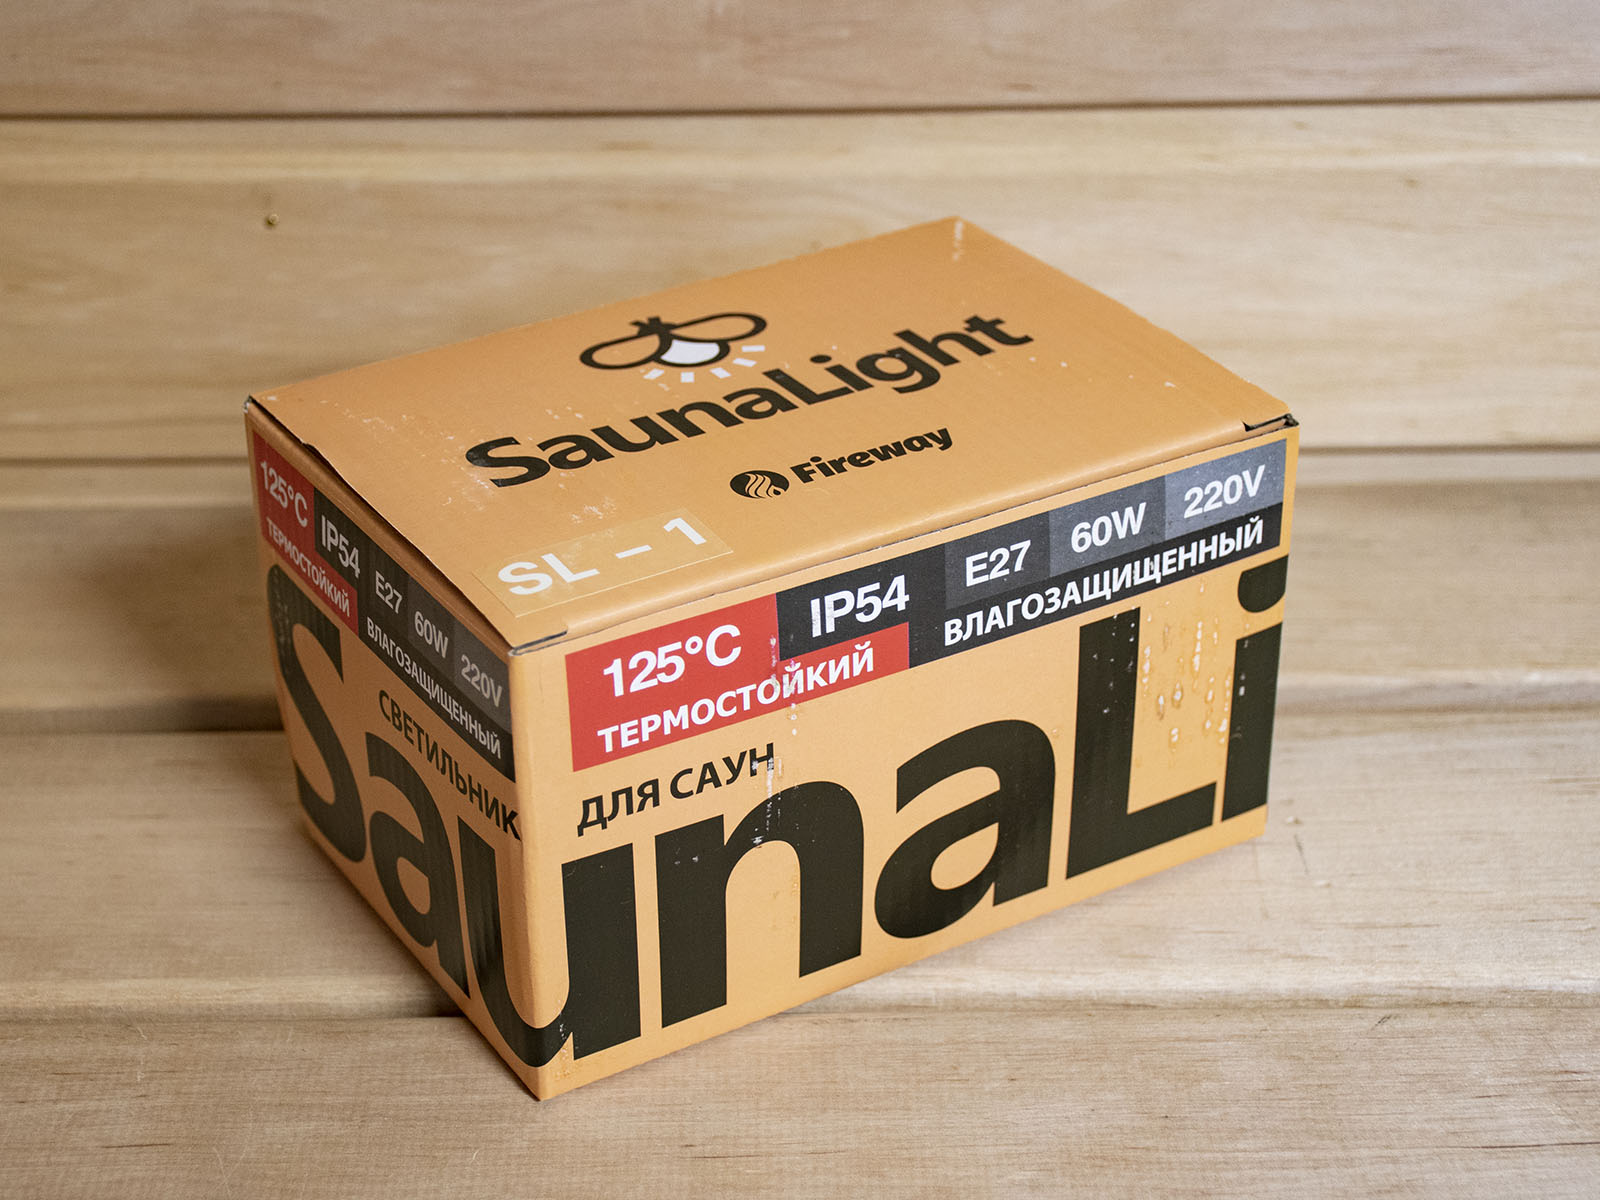 SaunaLight
Fireway
SL - 1
125°C IP54 E27 60W 220V
ТЕРМОСТОЙКИЙ ВЛАГОЗАЩИЩЕННЫЙ
СВЕТИЛЬНИК
125°C IP54 E27 60W 220V
ТЕРМОСТОЙКИЙ ВЛАГОЗАЩИЩЕННЫЙ
ДЛЯ САУН
SaunaLi